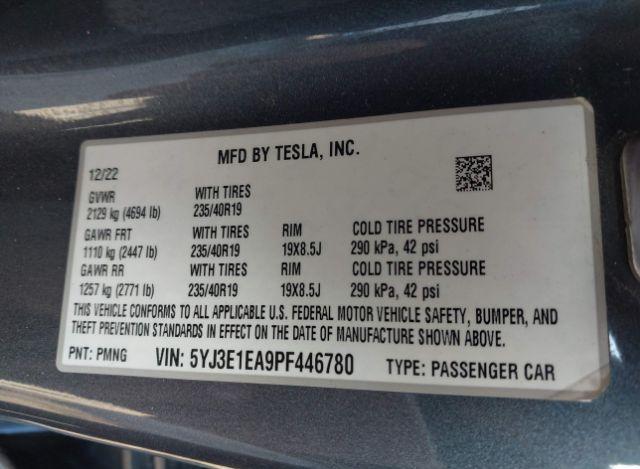 MFD BY TESLA, INC.
12/22
GVWR WITH TIRES
2129 kg (4694 lb) 235/40R19
GAWR FRT WITH TIRES RIM COLD TIRE PRESSURE
1110 kg (2447 lb) 235/40R19 19X8.5J 290 kPa, 42 psi
GAWR RR WITH TIRES RIM COLD TIRE PRESSURE
1257 kg (2771 lb) 235/40R19 19X8.5J 290 kPa, 42 psi
THIS VEHICLE CONFORMS TO ALL APPLICABLE U.S. FEDERAL MOTOR VEHICLE SAFETY, BUMPER, AND
THEFT PREVENTION STANDARDS IN EFFECT ON THE DATE OF MANUFACTURE SHOWN ABOVE.
PNT: PMNG VIN: 5YJ3E1EA9PF446780 TYPE: PASSENGER CAR